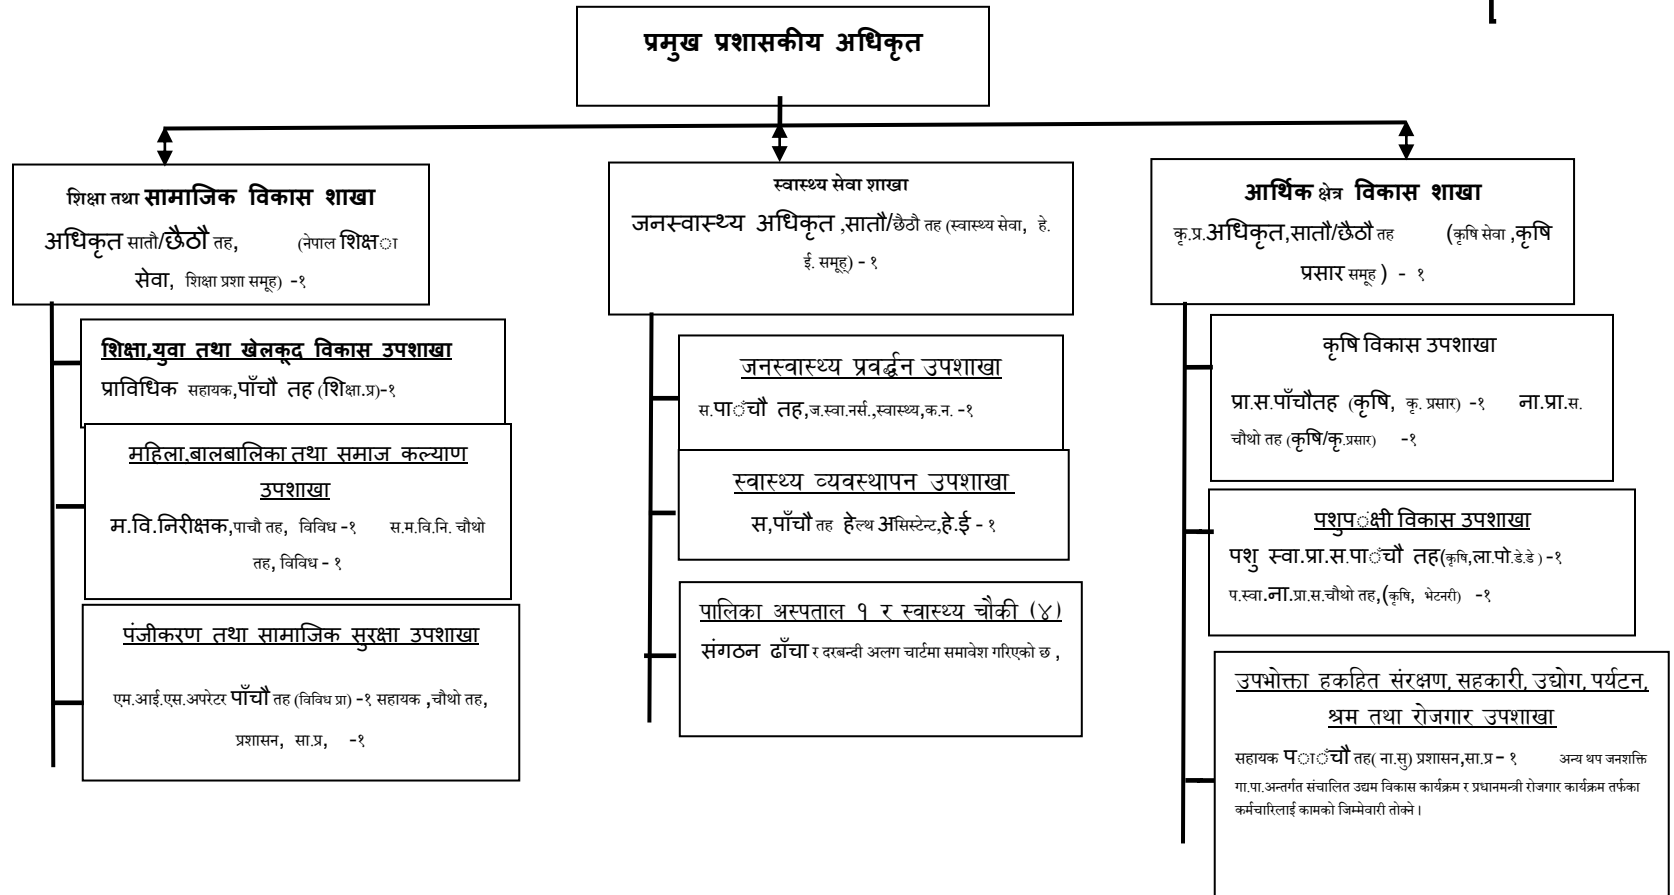 प्रमुख प्रशासकीय अधिकृत
शिक्षा तथा सामाजिक विकास शाखा
अधिकृत सातौ/छैठौ तह, (नेपाल शिक्षा
सेवा, शिक्षा प्रशा समूह) -१
शिक्षा,युवा तथा खेलकूद विकास उपशाखा
प्राविधिक सहायक,पाँचौ तह (शिक्षा.प्र)-१
महिला,बालबालिका तथा समाज कल्याण
उपशाखा
म.वि.निरीक्षक,पाचौ तह, विविध -१ स.म.वि.नि. चौथो
तह, विविध - १
पंजीकरण तथा सामाजिक सुरक्षा उपशाखा
एम.आई.एस.अपरेटर पाँचौ तह (विविध प्रा) -१ सहायक ,चौथो तह,
प्रशासन, सा.प्र, -१
स्वास्थ्य सेवा शाखा
जनस्वास्थ्य अधिकृत ,सातौ/छैठौ तह (स्वास्थ्य सेवा, हे.
ई. समूह) - १
जनस्वास्थ्य प्रवर्द्धन उपशाखा
स.पाँचौ तह,ज.स्वा.नर्स.,स्वास्थ्य,क.न. -१
स्वास्थ्य व्यवस्थापन उपशाखा
स,पाँचौ तह हेल्थ असिस्टेन्ट,हे.ई - १
पालिका अस्पताल १ र स्वास्थ्य चौकी (४)
संगठन ढाँचा र दरबन्दी अलग चार्टमा समावेश गरिएको छ ,
आर्थिक क्षेत्र विकास शाखा
कृ.प्र.अधिकृत,सातौ/छैठौ तह (कृषि सेवा ,कृषि
प्रसार समूह ) - १
कृषि विकास उपशाखा
प्रा.स.पाँचौतह (कृषि, कृ. प्रसार) -१ ना.प्रा.स.
चौथो तह (कृषि/कृ.प्रसार) -१
पशुपंक्षी विकास उपशाखा
पशु स्वा.प्रा.स.पाँचौ तह(कृषि,ला.पो.डे.डे ) -१
प.स्वा.ना.प्रा.स.चौथो तह,(कृषि, भेटनरी) -१
उपभोक्ता हकहित संरक्षण, सहकारी, उद्योग, पर्यटन,
श्रम तथा रोजगार उपशाखा
सहायक पाँचौ तह( ना.सु) प्रशासन,सा.प्र - १ अन्य थप जनशक्ति
गा.पा.अन्तर्गत संचालित उद्यम विकास कार्यक्रम र प्रधानमन्त्री रोजगार कार्यक्रम तर्फका
कर्मचारिलाई कामको जिम्मेवारी तोक्ने ।